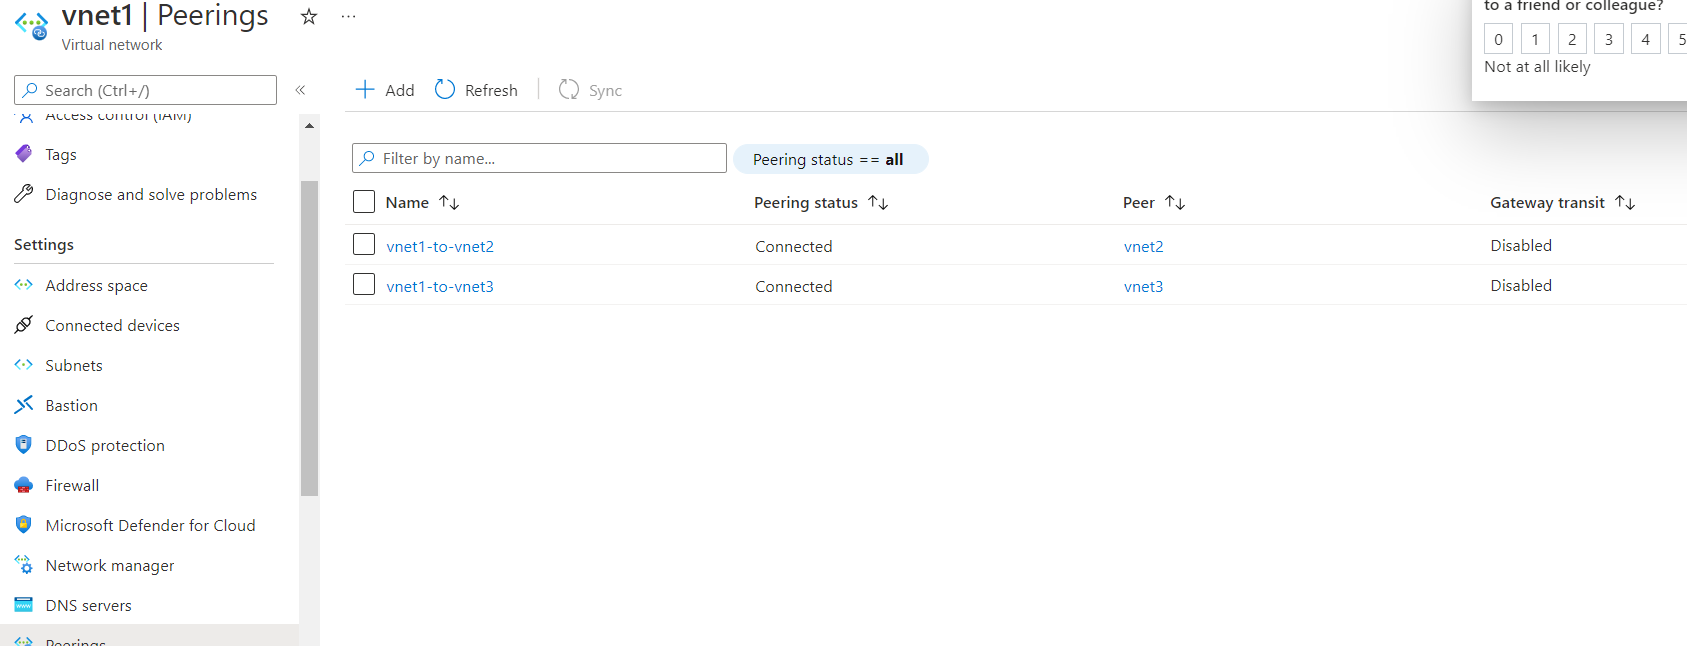 vnet1 | Peerings
Virtual network
Search (Ctrl+/)
Access control (IAM)
Tags
Diagnose and solve problems
Settings
Address space
Connected devices
Subnets
Bastion
DDoS protection
Firewall
Microsoft Defender for Cloud
Network manager
DNS servers
Peerings
Add Refresh Sync
Filter by name...
Peering status == all
Name Peering status Peer Gateway transit
vnet1-to-vnet2 Connected vnet2 Disabled
vnet1-to-vnet3 Connected vnet3 Disabled
to a friend or colleague?
0 1 2 3 4 5
Not at all likely